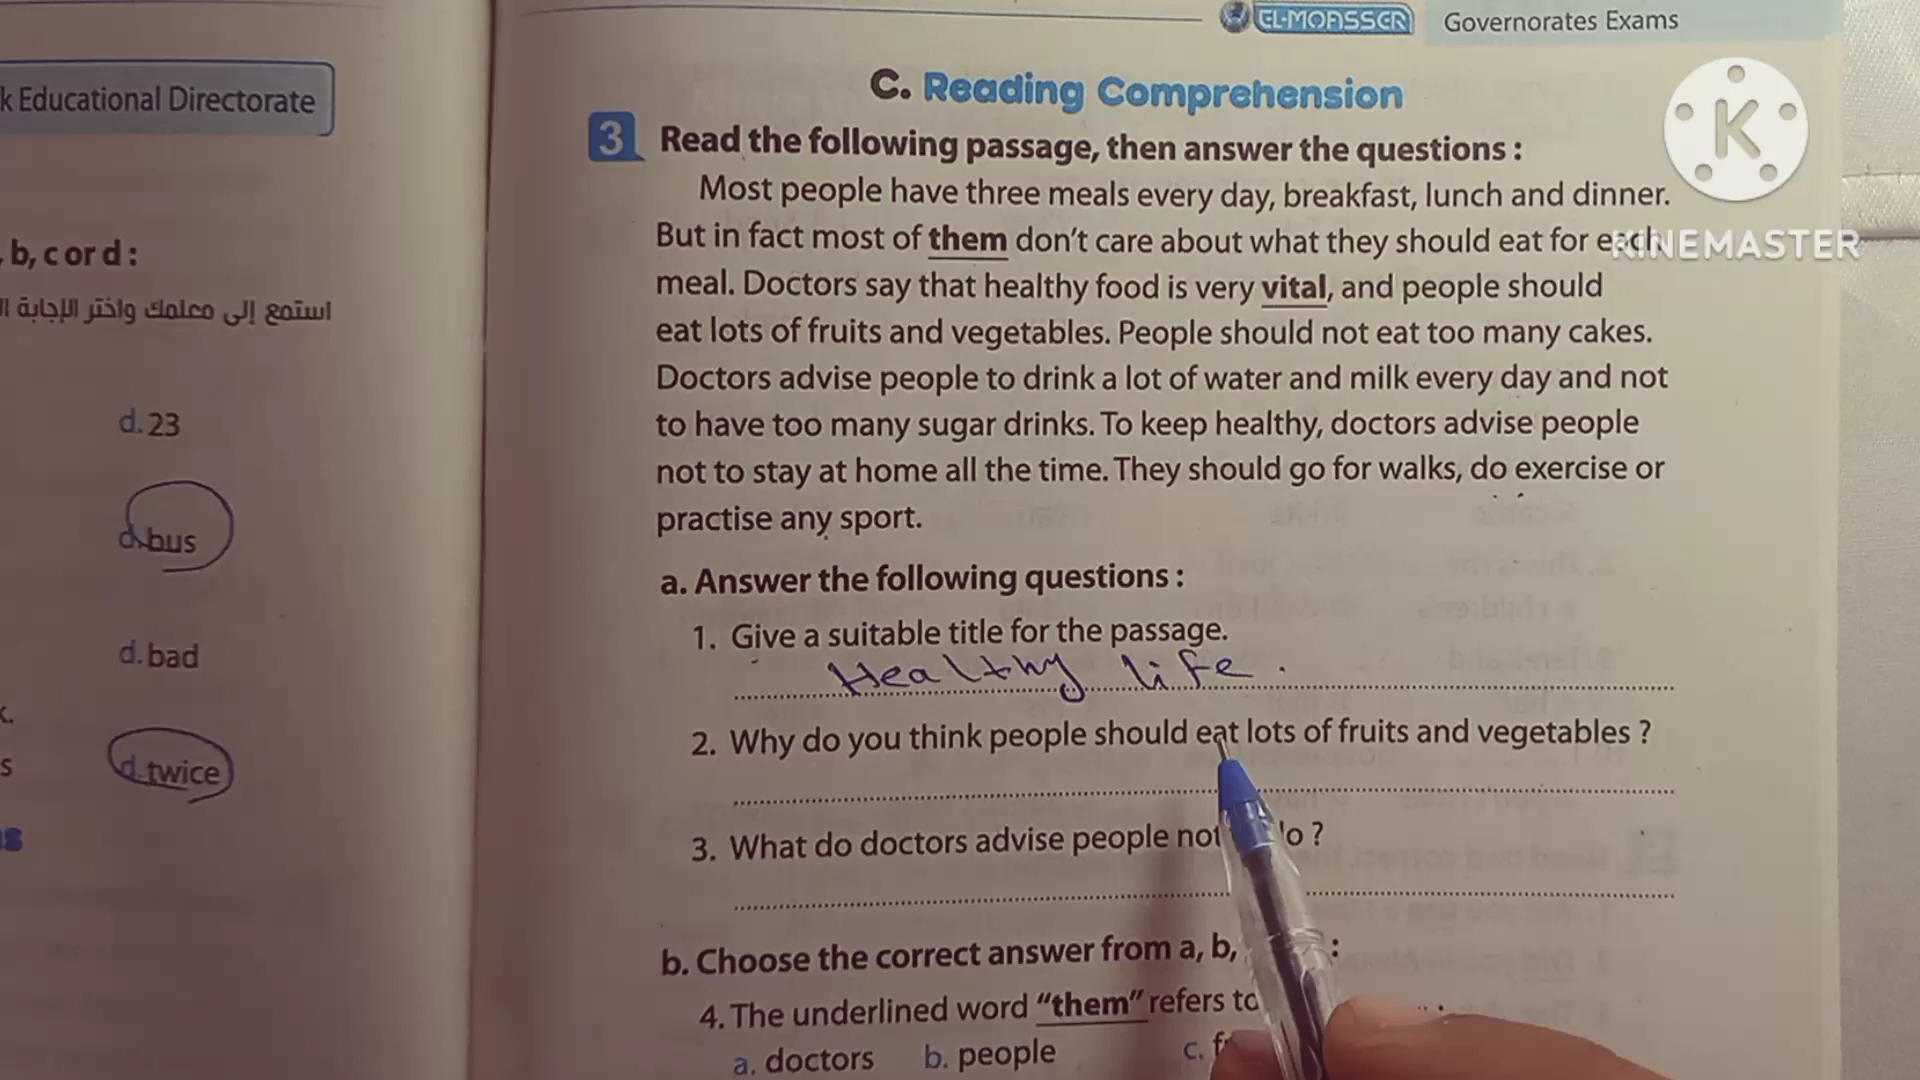 k Educational Directorate
, b, c or d :
استمع إلى معلمك واختر الإجابة
d. 23
d. bus
d. bad
d. twice
EL-MOASSER
Governorates Exams
C. Reading Comprehension
3 Read the following passage, then answer the questions :
Most people have three meals every day, breakfast, lunch and dinner.
But in fact most of them don't care about what they should eat for each
meal. Doctors say that healthy food is very vital, and people should
eat lots of fruits and vegetables. People should not eat too many cakes.
Doctors advise people to drink a lot of water and milk every day and not
to have too many sugar drinks. To keep healthy, doctors advise people
not to stay at home all the time. They should go for walks, do exercise or
practise any sport.
a. Answer the following questions :
1. Give a suitable title for the passage.
Healthy life .
2. Why do you think people should eat lots of fruits and vegetables ?
3. What do doctors advise people not do ?
b. Choose the correct answer from a, b, :
4. The underlined word "them" refers to
a. doctors b. people c.
K
KINEMASTER